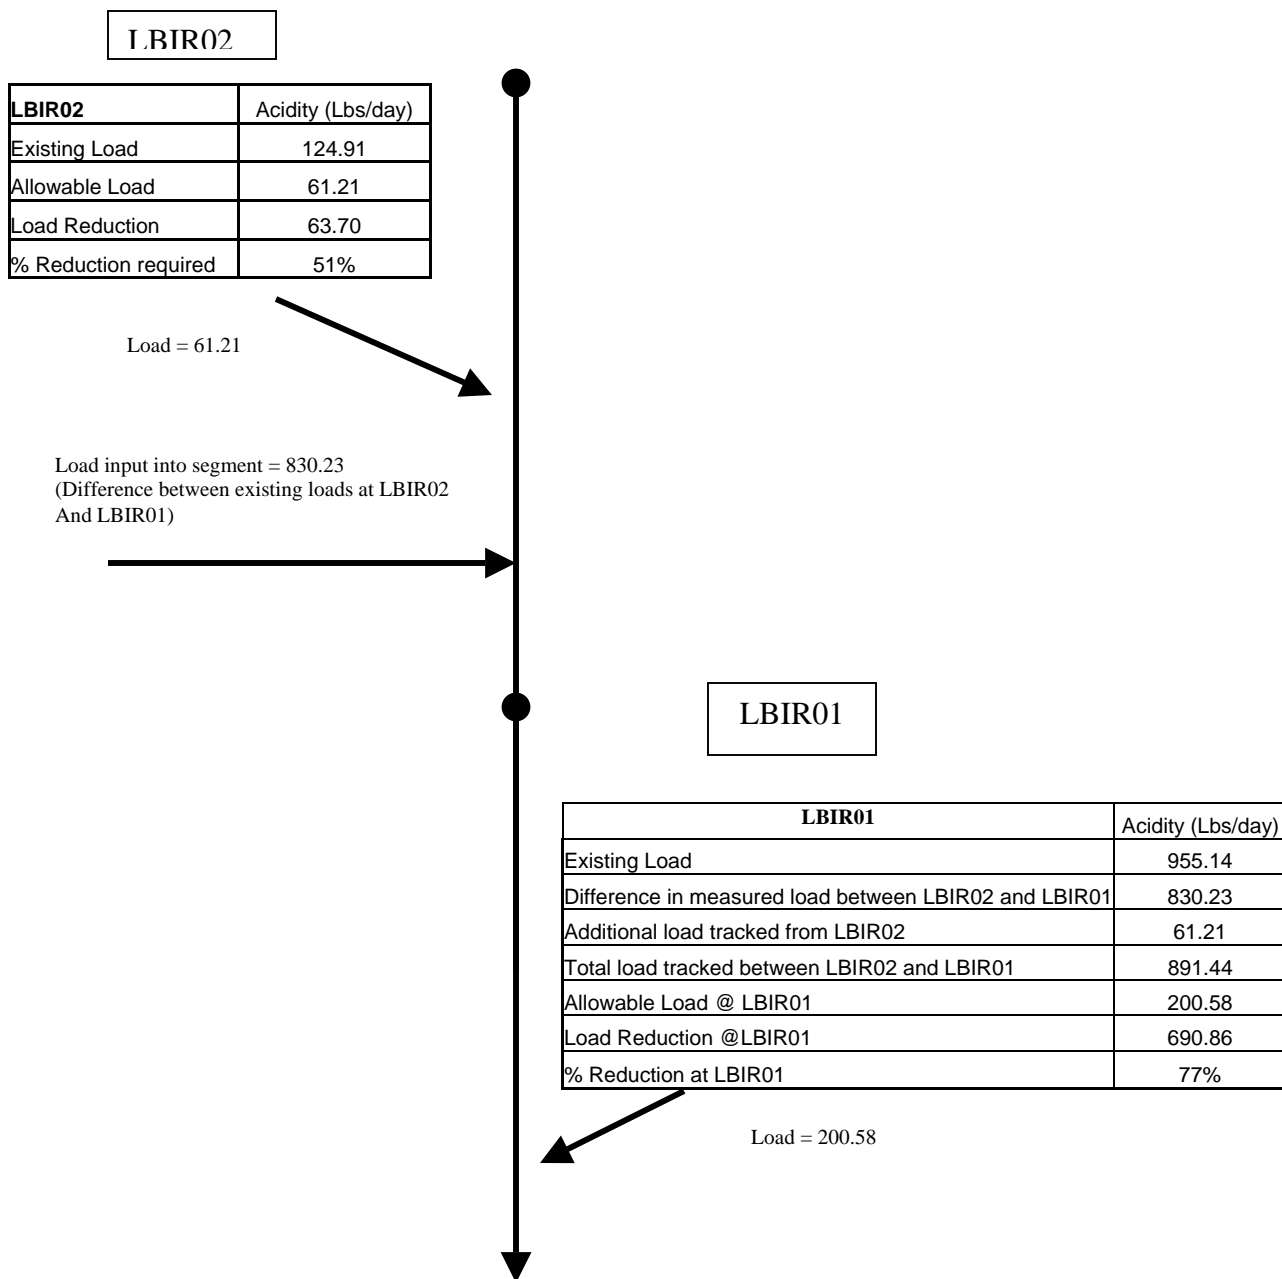 LBIR02
LBIR02 Acidity (Lbs/day)
Existing Load 124.91
Allowable Load 61.21
Load Reduction 63.70
% Reduction required 51%
Load = 61.21
Load input into segment = 830.23
(Difference between existing loads at LBIR02
And LBIR01)
LBIR01
LBIR01 Acidity (Lbs/day)
Existing Load 955.14
Difference in measured load between LBIR02 and LBIR01 830.23
Additional load tracked from LBIR02 61.21
Total load tracked between LBIR02 and LBIR01 891.44
Allowable Load @ LBIR01 200.58
Load Reduction @LBIR01 690.86
% Reduction at LBIR01 77%
Load = 200.58